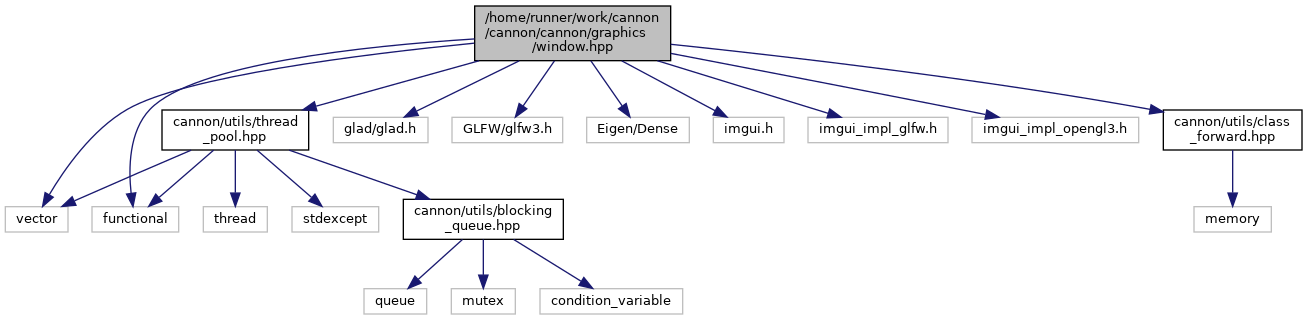 /home/runner/work/cannon
/cannon/cannon/graphics
/window.hpp
cannon/utils/thread
_pool.hpp
glad/glad.h
GLFW/glfw3.h
Eigen/Dense
imgui.h
imgui_impl_glfw.h
imgui_impl_opengl3.h
cannon/utils/class
_forward.hpp
vector
functional
thread
stdexcept
cannon/utils/blocking
_queue.hpp
memory
queue
mutex
condition_variable